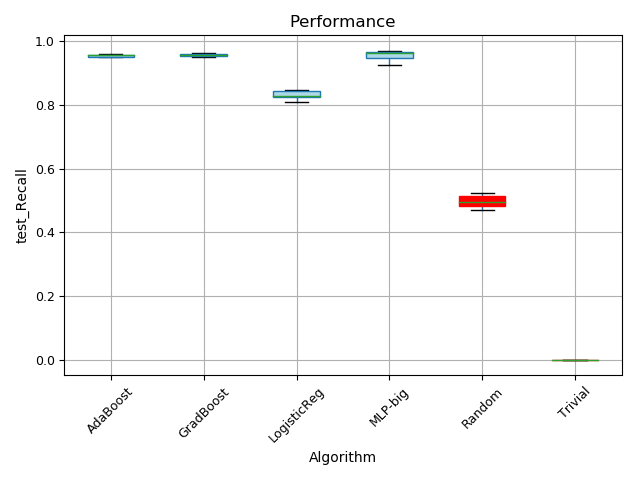 Performance
test_Recall
1.0
0.8
0.6
0.4
0.2
0.0
AdaBoost
GradBoost
LogisticReg
MLP-big
Random
Trivial
Algorithm